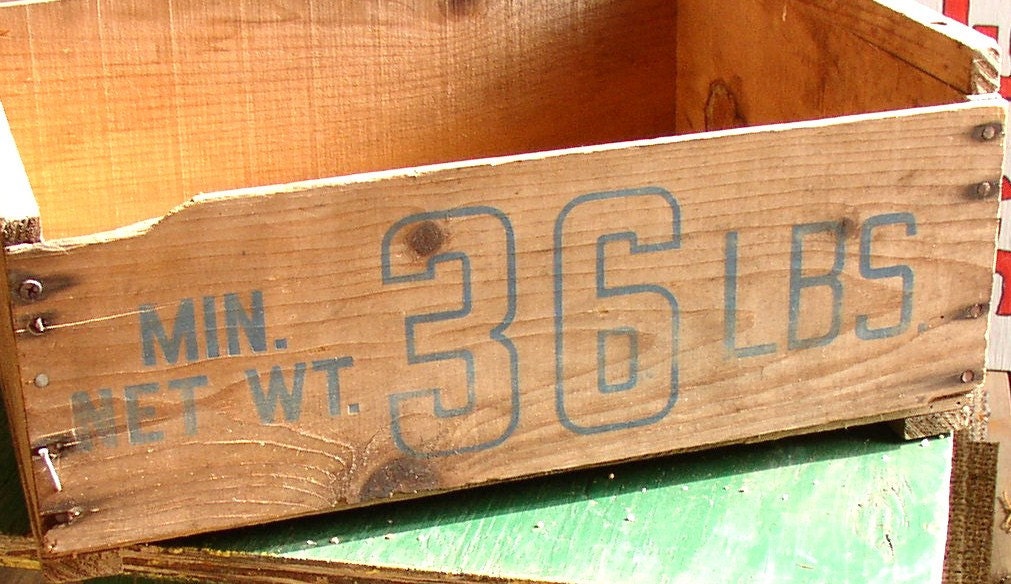 MIN.
NET WT. 36 LBS.